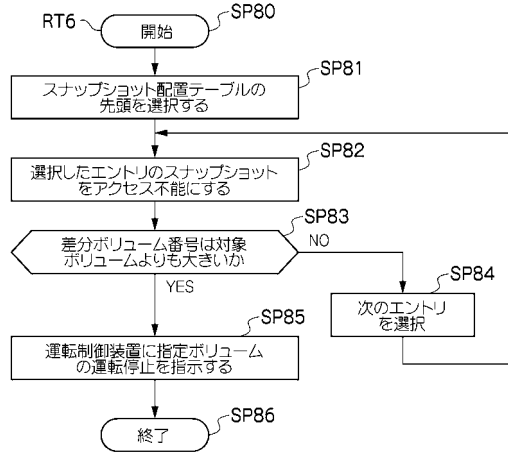 RT6
開始
SP80
スナップショット配置テーブルの
先頭を選択する
SP81
選択したエントリのスナップショット
をアクセス不能にする
SP82
差分ボリューム番号は対象
ボリュームよりも大きいか
SP83
NO
YES
次のエントリ
を選択
SP84
運転制御装置に指定ボリューム
の運転停止を指示する
SP85
終了
SP86